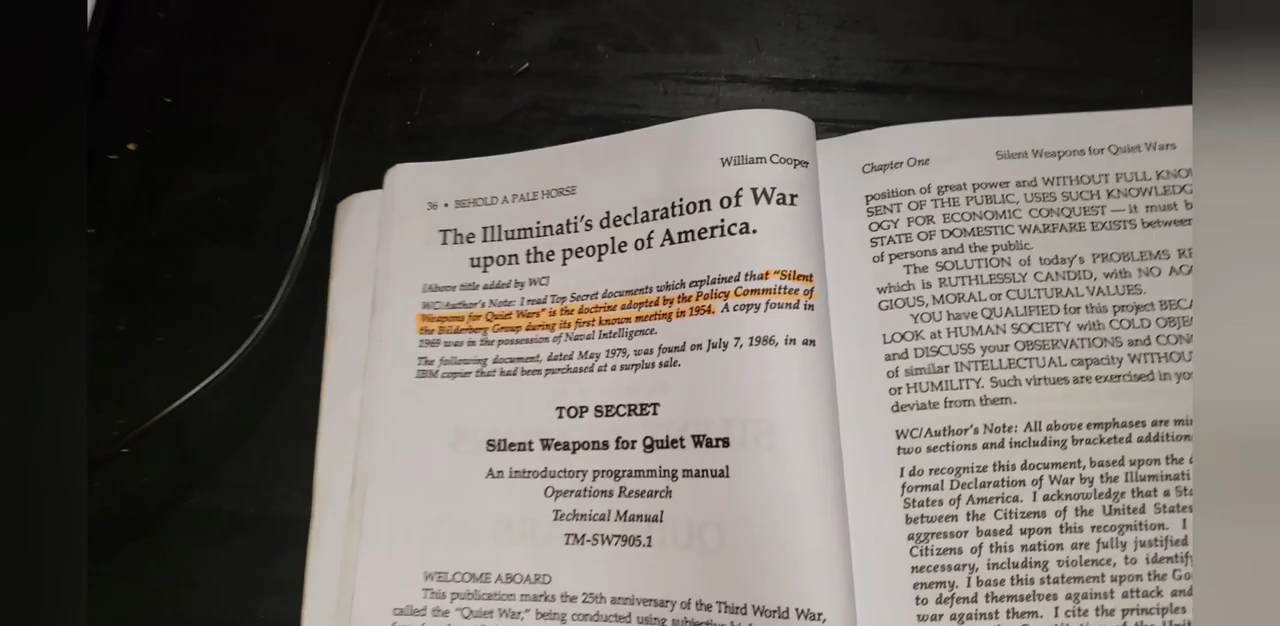 36 • BEHOLD A PALE HORSE
William Cooper
The Illuminati's declaration of War
upon the people of America.
[Above title added by WC]
WC/Author's Note: I read Top Secret documents which explained that "Silent
Weapons for Quiet Wars" is the doctrine adopted by the Policy Committee of
the Bilderberg Group during its first known meeting in 1954. A copy found in
1969 was in the possession of Naval Intelligence.
The following document, dated May 1979, was found on July 7, 1986, in an
IBM copier that had been purchased at a surplus sale.
TOP SECRET
Silent Weapons for Quiet Wars
An introductory programming manual
Operations Research
Technical Manual
TM-SW7905.1
WELCOME ABOARD
This publication marks the 25th anniversary of the Third World War,
called the "Quiet War," being conducted using
Chapter One
Silent Weapons for Quiet Wars
position of great power and WITHOUT FULL
SENT OF THE PUBLIC, USES SUCH
OGY FOR ECONOMIC CONQUEST — it must
STATE OF DOMESTIC WARFARE EXISTS between
of persons and the public.
The SOLUTION of today's PROBLEMS
which is RUTHLESSLY CANDID, with NO
GIOUS, MORAL or CULTURAL VALUES.
YOU have QUALIFIED for this project
LOOK at HUMAN SOCIETY with COLD
and DISCUSS your OBSERVATIONS and
of similar INTELLECTUAL capacity
or HUMILITY. Such virtues are exercised in
deviate from them.
WC/Author's Note: All above emphases are
two sections and including bracketed
I do recognize this document, based upon the
formal Declaration of War by the Illuminati
States of America. I acknowledge that a
between the Citizens of the United States
aggressor based upon this recognition. I
Citizens of this nation are fully justified
necessary, including violence, to
enemy. I base this statement upon the
to defend themselves against attack and
war against them. I cite the principles